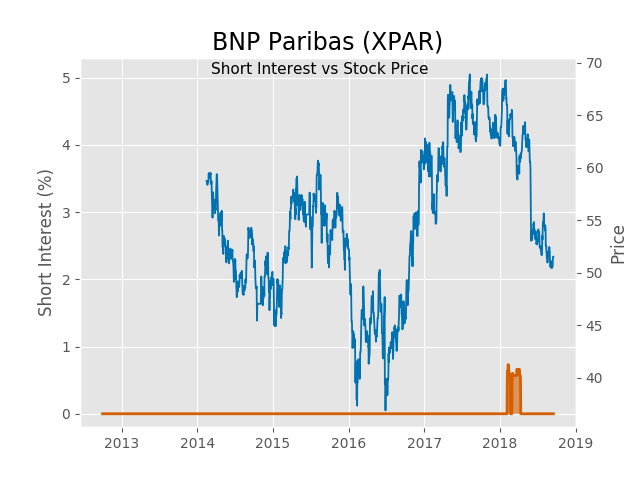 BNP Paribas (XPAR)
Short Interest vs Stock Price
Short Interest (%)
5
4
3
2
1
0
70
65
60
55
50
45
40
Price
2013 2014 2015 2016 2017 2018 2019